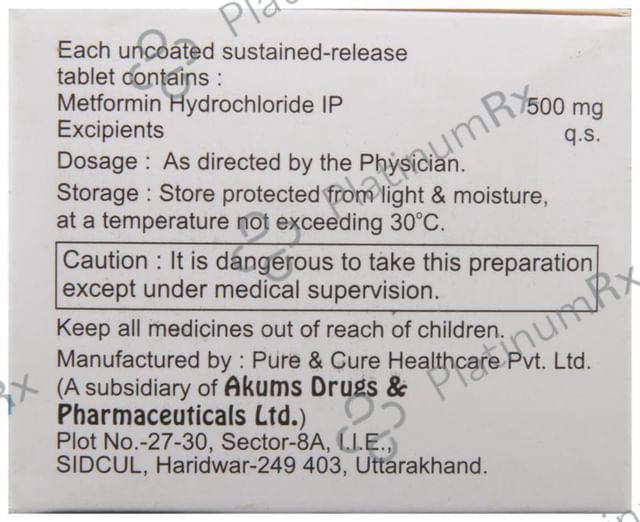 Each uncoated sustained-release
tablet contains :
Metformin Hydrochloride IP 500 mg
Excipients q.s.
Dosage : As directed by the Physician.
Storage : Store protected from light & moisture,
at a temperature not exceeding 30°C.
Caution : It is dangerous to take this preparation
except under medical supervision.
Keep all medicines out of reach of children.
Manufactured by : Pure & Cure Healthcare Pvt. Ltd.
(A subsidiary of Akums Drugs &
Pharmaceuticals Ltd.)
Plot No.-27-30, Sector-8A, I.I.E.,
SIDCUL, Haridwar-249 403, Uttarakhand.
PlatinumRx
PlatinumRx